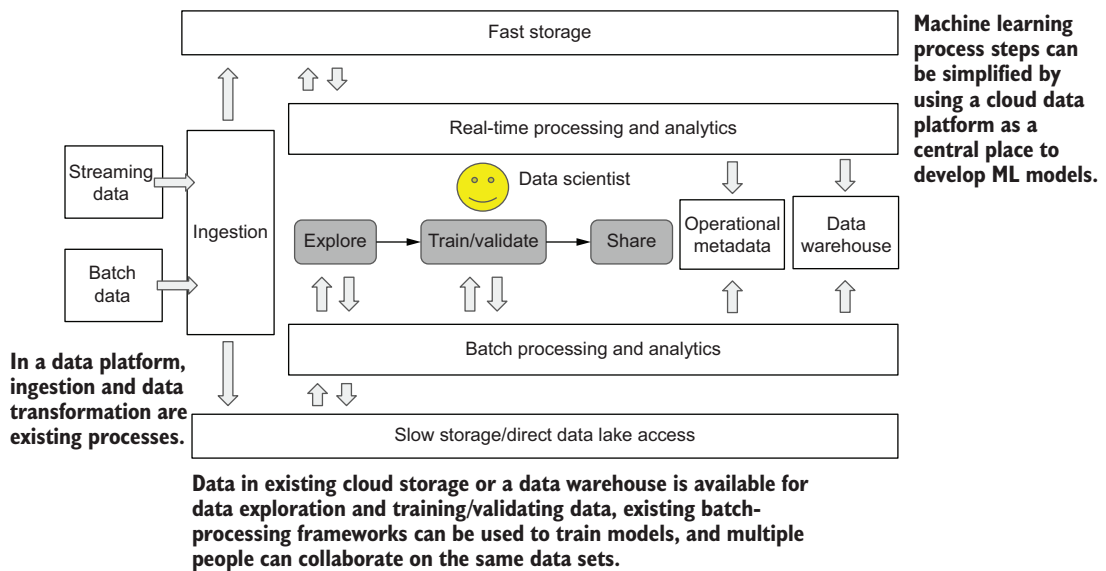 Fast storage
Machine learning
process steps can
be simplified by
using a cloud data
platform as a
central place to
develop ML models.
Real-time processing and analytics
Streaming
data
Data scientist
Ingestion
Explore
Train/validate
Share
Operational
metadata
Data
warehouse
Batch
data
Batch processing and analytics
In a data platform,
ingestion and data
transformation are
existing processes.
Slow storage/direct data lake access
Data in existing cloud storage or a data warehouse is available for
data exploration and training/validating data, existing batch-
processing frameworks can be used to train models, and multiple
people can collaborate on the same data sets.